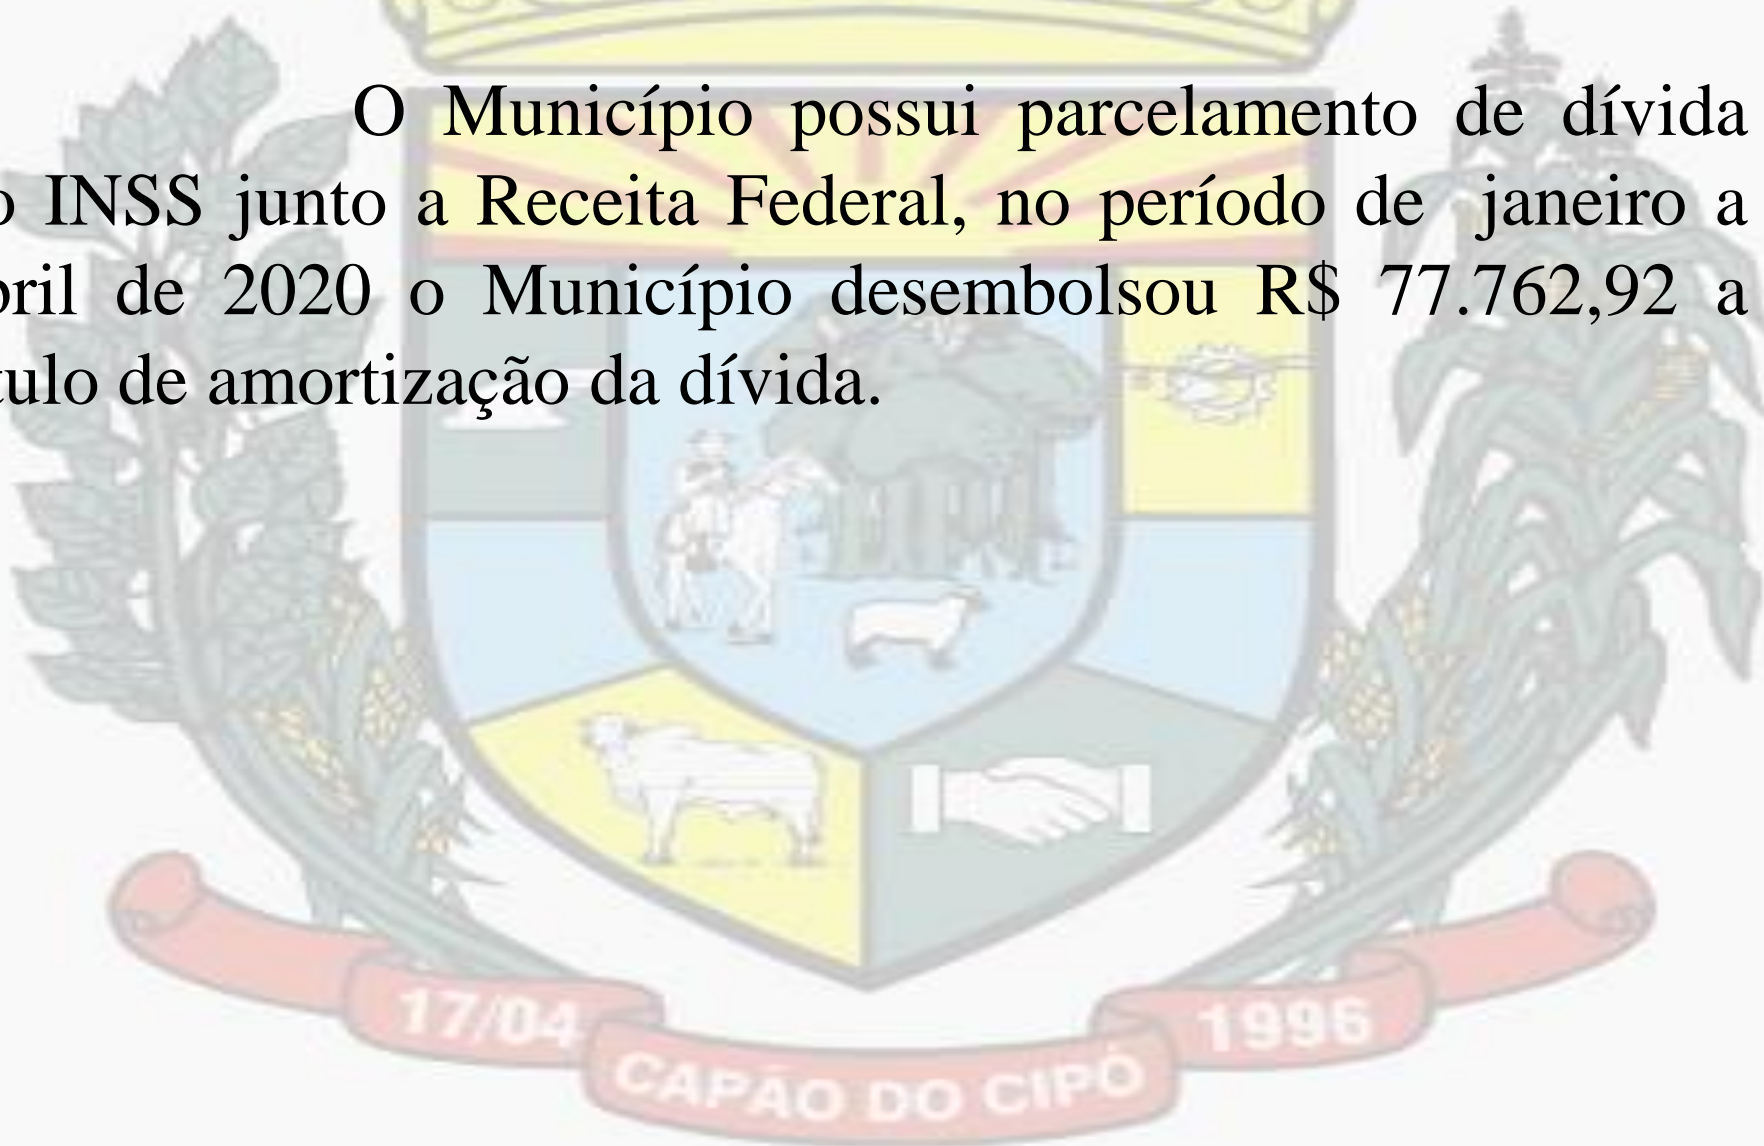 O Município possui parcelamento de dívida
o INSS junto a Receita Federal, no período de janeiro a
bril de 2020 o Município desembolsou R$ 77.762,92 a
tulo de amortização da dívida.
17/04
1996
CAPÃO DO CIPÓ